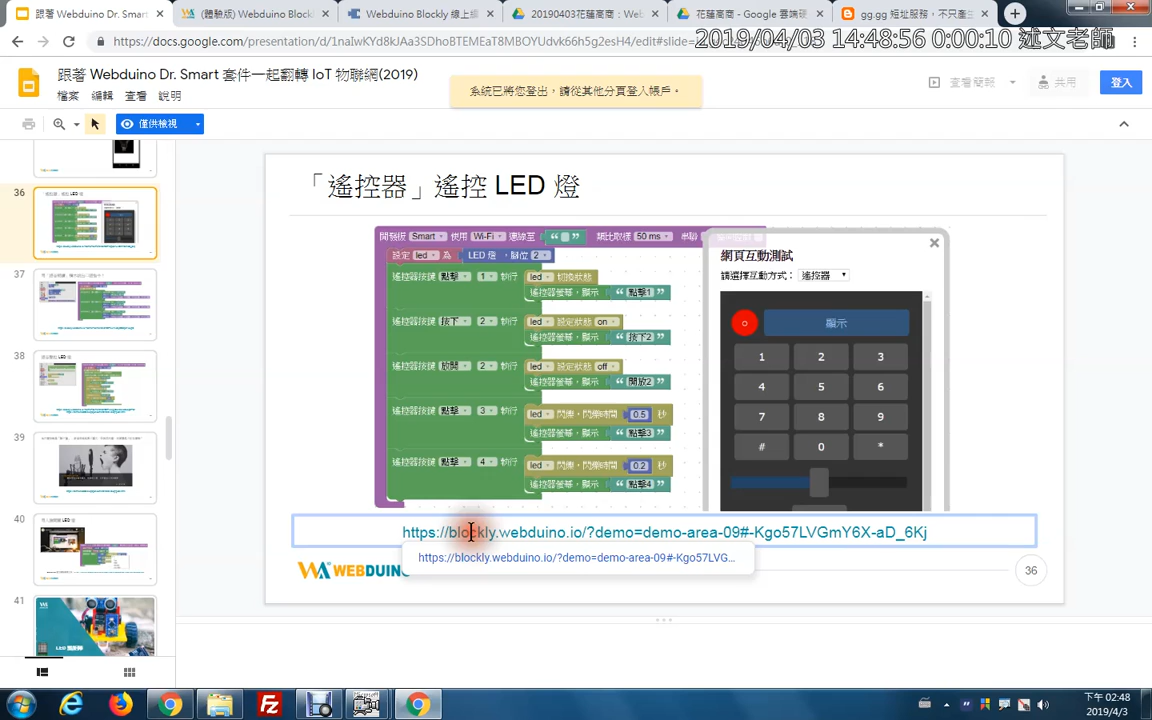 跟著 Webduino Dr. Smart
(體驗版) Webduino Blockly
Webduino Blockly 線上
20190403花蓮高商：Web
花蓮高商 - Google 雲端硬
gg.gg 短址服務，不只產生
https://docs.google.com/presentation/d/1naIwKYd8kJAa3SDhoBTEMEaT8MBOYUdvk66h5g2esH4/edit#slide=
2019/04/03 14:48:56 0:00:10 述文老師
跟著 Webduino Dr. Smart 套件一起翻轉 IoT 物聯網(2019)
檔案 編輯 查看 說明
系統已將您登出，請從其他分頁登入帳戶。
查看簡報
共用
登入
僅供檢視
36
37
38
39
40
41
「遙控器」遙控 LED 燈
開發版 Smart 使用 Wi-Fi 連線至 “ ” 類比取樣 50 ms 串聯
設定 led 為 LED 燈，腳位 2
遙控器按鍵 點擊 1 執行 led 切換狀態
遙控器螢幕，顯示 “ 點擊1 ”
遙控器按鍵 按下 2 執行 led 設定狀態 on
遙控器螢幕，顯示 “ 按下2 ”
遙控器按鍵 放開 2 執行 led 設定狀態 off
遙控器螢幕，顯示 “ 開放2 ”
遙控器按鍵 點擊 3 執行 led 閃爍，閃爍時間 0.5 秒
遙控器螢幕，顯示 “ 點擊3 ”
遙控器按鍵 點擊 4 執行 led 閃爍，閃爍時間 0.2 秒
遙控器螢幕，顯示 “ 點擊4 ”
網頁互動測試
請選擇互動方式： 遙控器
顯示
1 2 3
4 5 6
7 8 9
# 0 *
https://blockly.webduino.io/?demo=demo-area-09#-Kgo57LVGmY6X-aD_6Kj
https://blockly.webduino.io/?demo=demo-area-09#-Kgo57LVG...
WEBDUINO
36
下午 02:48
2019/4/3